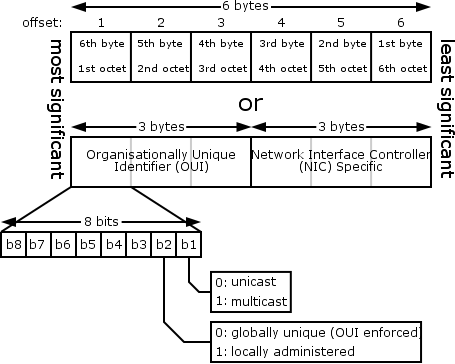 6 bytes
offset: 1 2 3 4 5 6
6th byte 5th byte 4th byte 3rd byte 2nd byte 1st byte
1st octet 2nd octet 3rd octet 4th octet 5th octet 6th octet
most significant
least significant
or
3 bytes 3 bytes
Organisationally Unique
Identifier (OUI)
Network Interface Controller
(NIC) Specific
8 bits
b8 b7 b6 b5 b4 b3 b2 b1
0: unicast
1: multicast
0: globally unique (OUI enforced)
1: locally administered